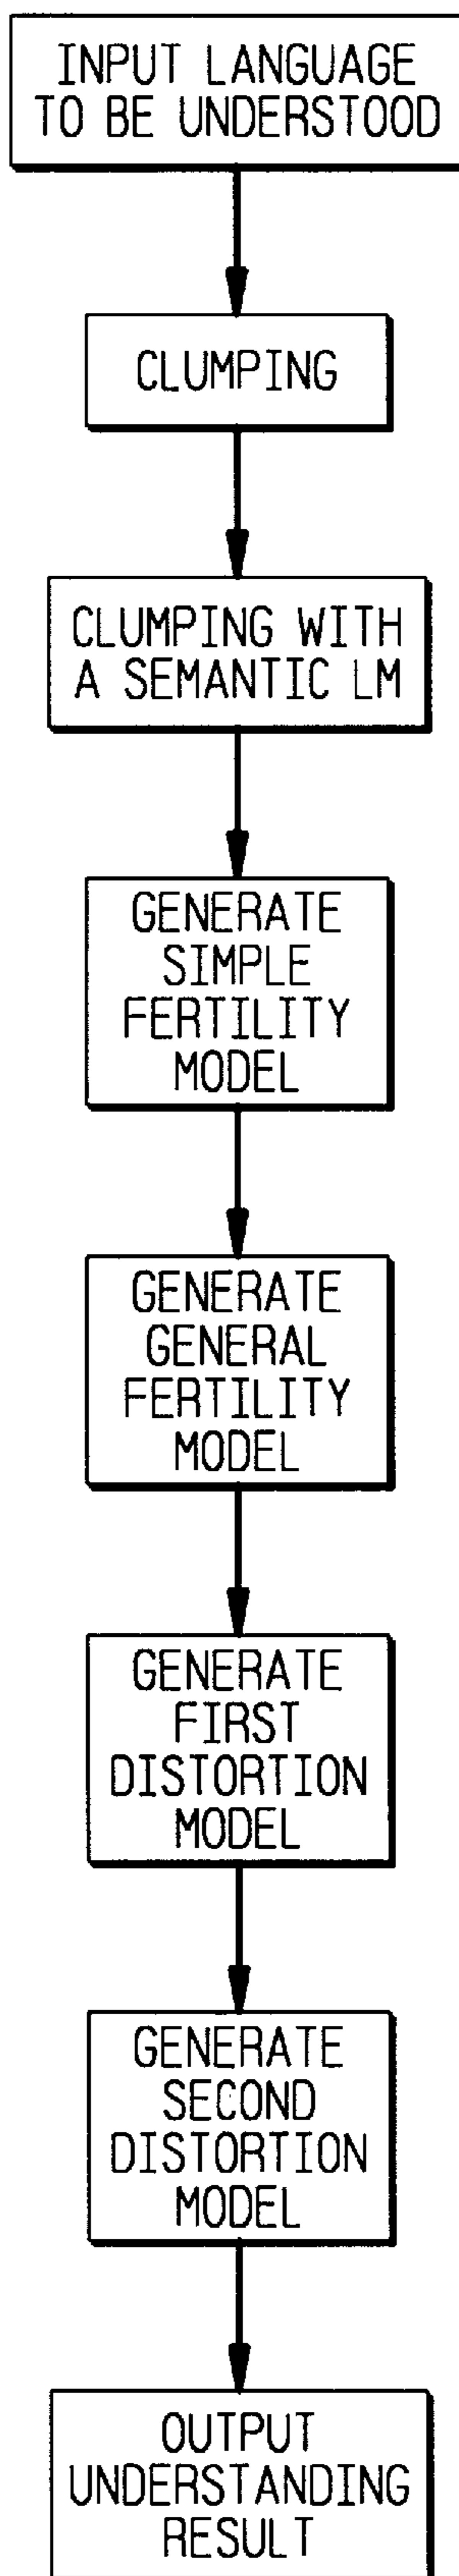 INPUT LANGUAGE
TO BE UNDERSTOOD
CLUMPING
CLUMPING WITH
A SEMANTIC LM
GENERATE
SIMPLE
FERTILITY
MODEL
GENERATE
GENERAL
FERTILITY
MODEL
GENERATE
FIRST
DISTORTION
MODEL
GENERATE
SECOND
DISTORTION
MODEL
OUTPUT
UNDERSTANDING
RESULT